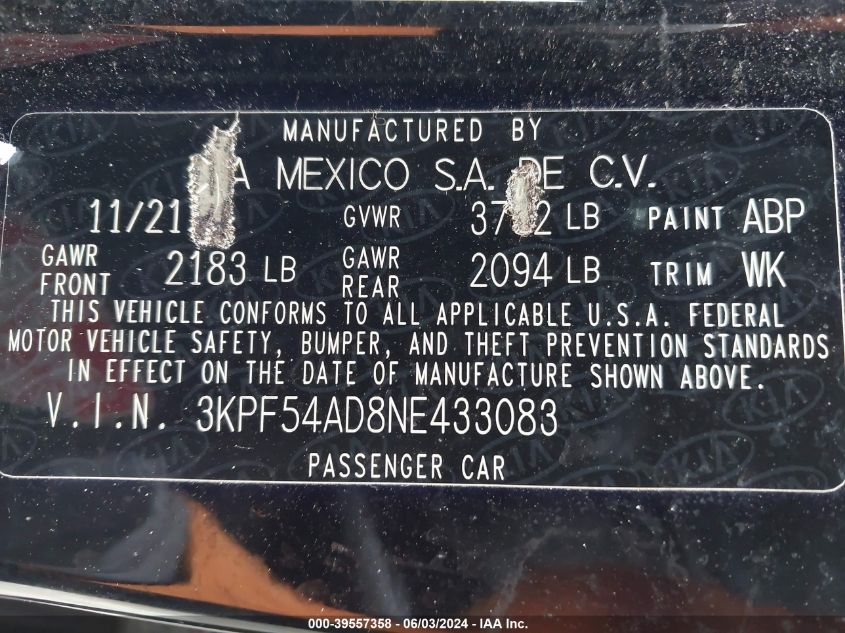 MANUFACTURED BY
MEXICO S.A. DE C.V.
11/21 GVWR LB PAINT ABP
GAWR FRONT 2183 LB GAWR REAR 2094 LB TRIM WK
THIS VEHICLE CONFORMS TO ALL APPLICABLE U.S.A. FEDERAL
MOTOR VEHICLE SAFETY, BUMPER, AND THEFT PREVENTION STANDARDS
IN EFFECT ON THE DATE OF MANUFACTURE SHOWN ABOVE.
V.I.N. 3KPF54AD8NE433083
PASSENGER CAR
000-39557358 - 06/03/2024 - IAA Inc.